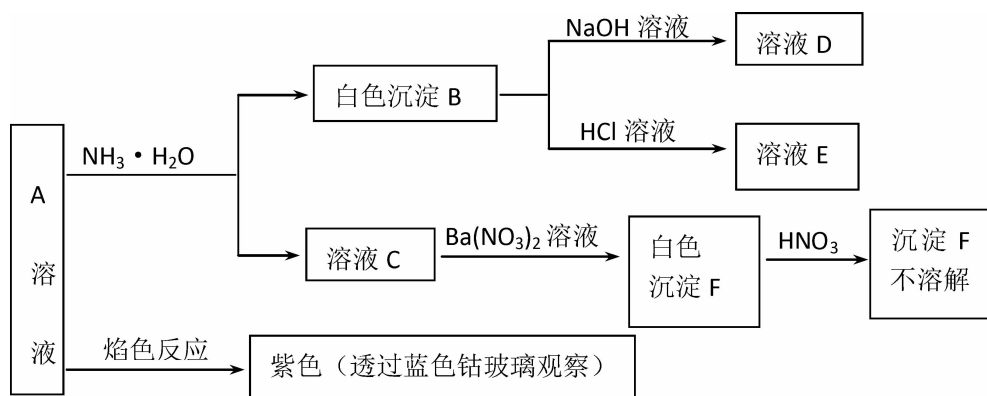 NaOH 溶液
溶液 D
白色沉淀 B
HCl 溶液
溶液 E
NH₃·H₂O
A
溶
液
溶液 C
Ba(NO₃)₂ 溶液
白色
沉淀 F
HNO₃
沉淀 F
不溶解
焰色反应
紫色（透过蓝色钴玻璃观察）